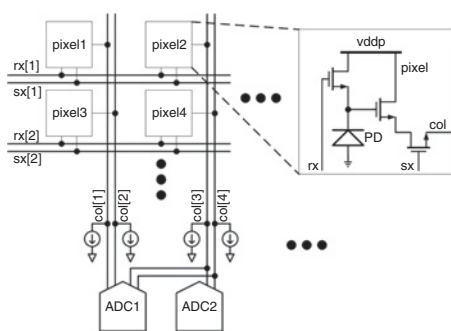 pixel1
pixel2
rx[1]
sx[1]
pixel3
pixel4
rx[2]
sx[2]
col[1]
col[2]
col[3]
col[4]
ADC1
ADC2
vddp
pixel
col
PD
rx
sx